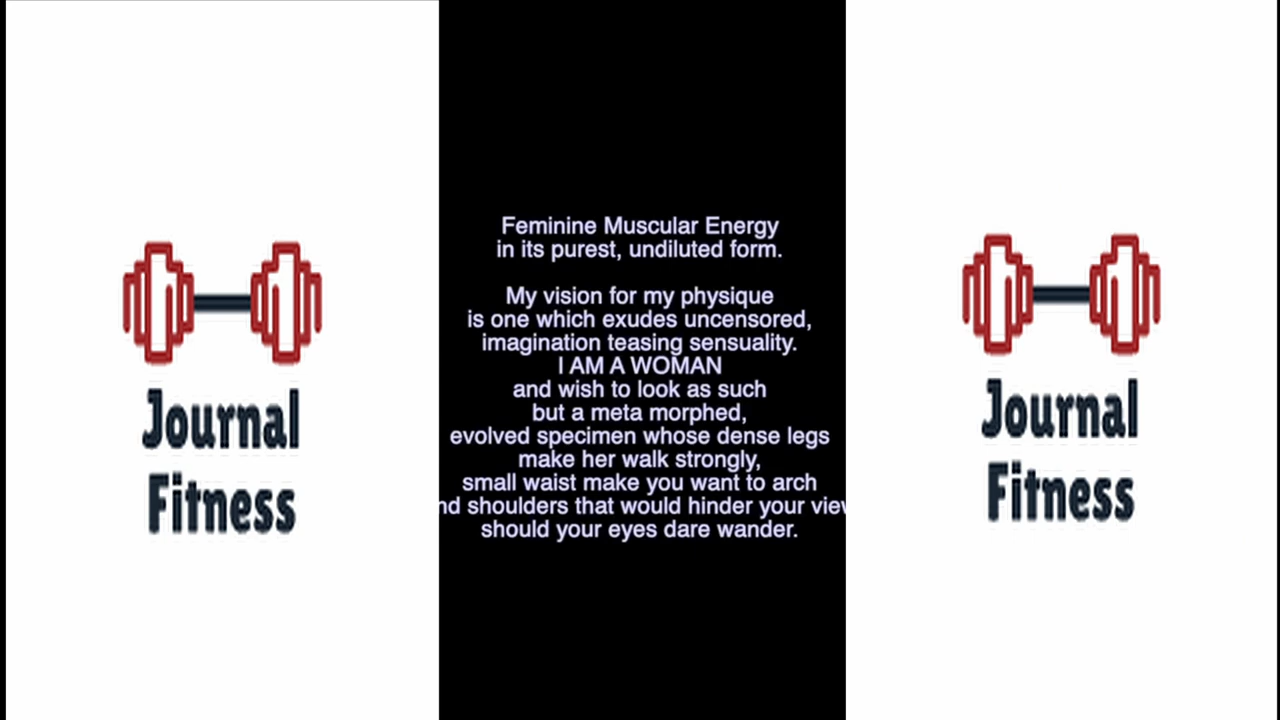 Journal
Fitness
Feminine Muscular Energy
in its purest, undiluted form.
My vision for my physique
is one which exudes uncensored,
imagination teasing sensuality.
I AM A WOMAN
and wish to look as such
but a meta morphed,
evolved specimen whose dense legs
make her walk strongly,
small waist make you want to arch
nd shoulders that would hinder your view
should your eyes dare wander.
Journal
Fitness